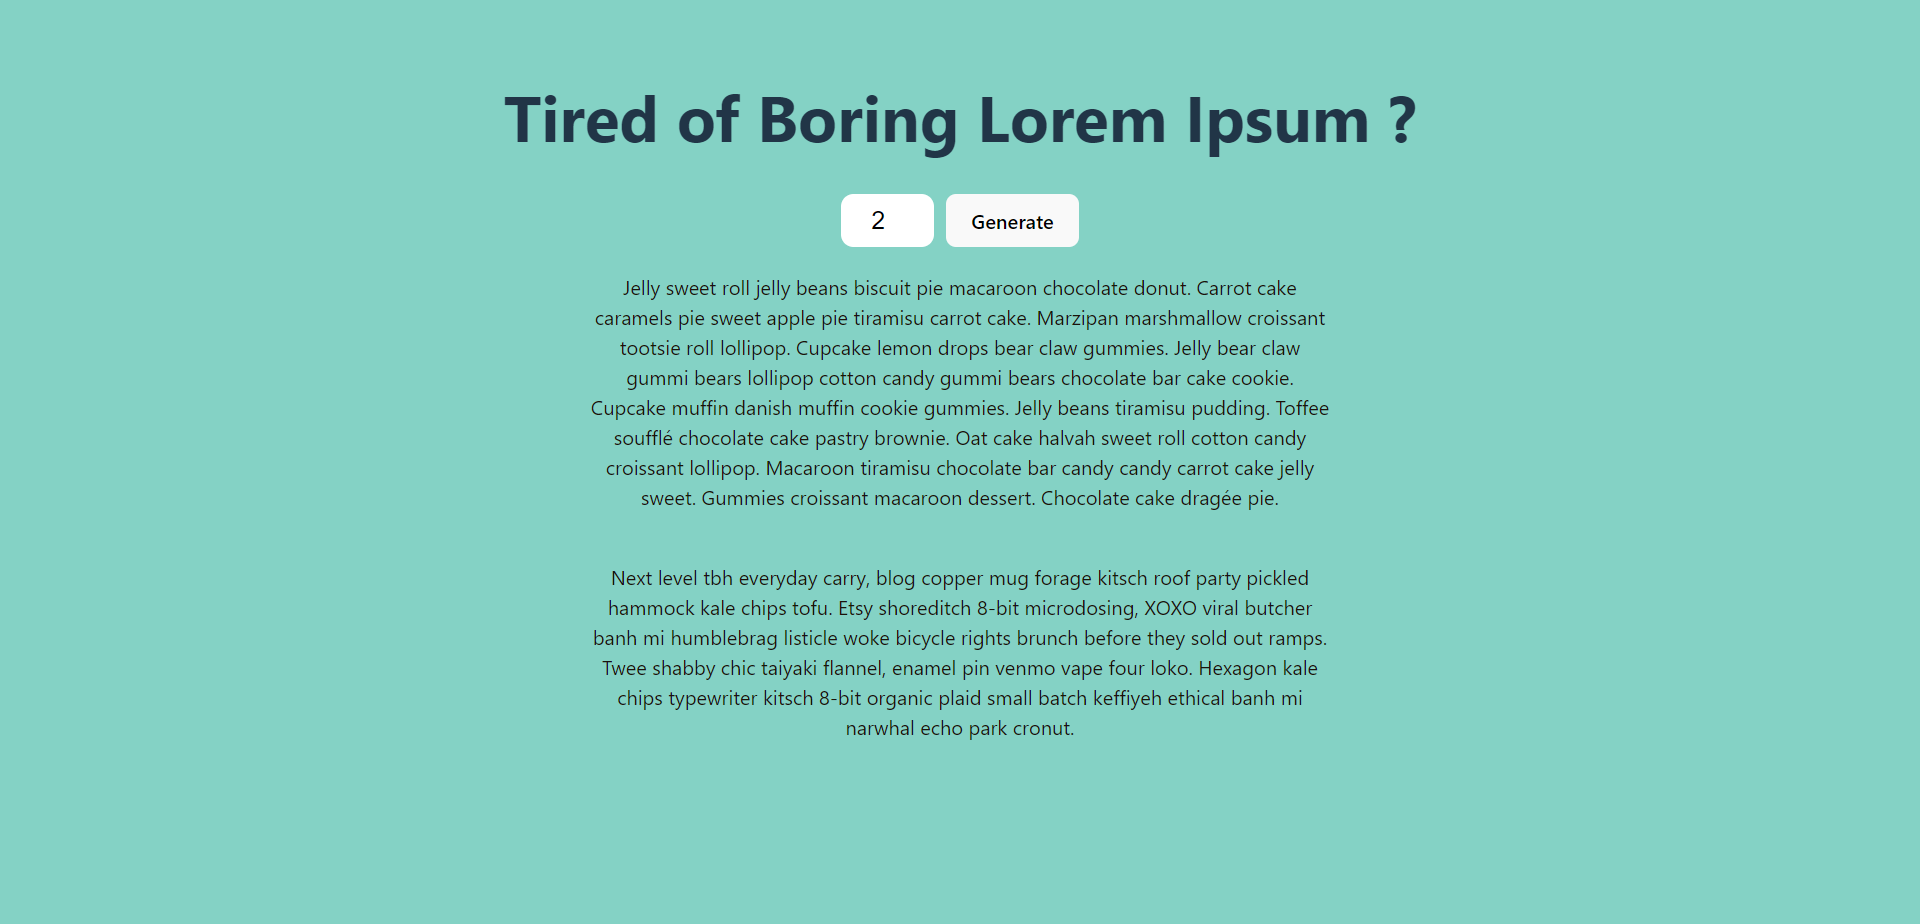 Tired of Boring Lorem Ipsum ?
2
Generate
Jelly sweet roll jelly beans biscuit pie macaroon chocolate donut. Carrot cake
caramels pie sweet apple pie tiramisu carrot cake. Marzipan marshmallow croissant
tootsie roll lollipop. Cupcake lemon drops bear claw gummies. Jelly bear claw
gummi bears lollipop cotton candy gummi bears chocolate bar cake cookie.
Cupcake muffin danish muffin cookie gummies. Jelly beans tiramisu pudding. Toffee
soufflé chocolate cake pastry brownie. Oat cake halvah sweet roll cotton candy
croissant lollipop. Macaroon tiramisu chocolate bar candy candy carrot cake jelly
sweet. Gummies croissant macaroon dessert. Chocolate cake dragée pie.
Next level tbh everyday carry, blog copper mug forage kitsch roof party pickled
hammock kale chips tofu. Etsy shoreditch 8-bit microdosing, XOXO viral butcher
banh mi humblebrag listicle woke bicycle rights brunch before they sold out ramps.
Twee shabby chic taiyaki flannel, enamel pin venmo vape four loko. Hexagon kale
chips typewriter kitsch 8-bit organic plaid small batch keffiyeh ethical banh mi
narwhal echo park cronut.